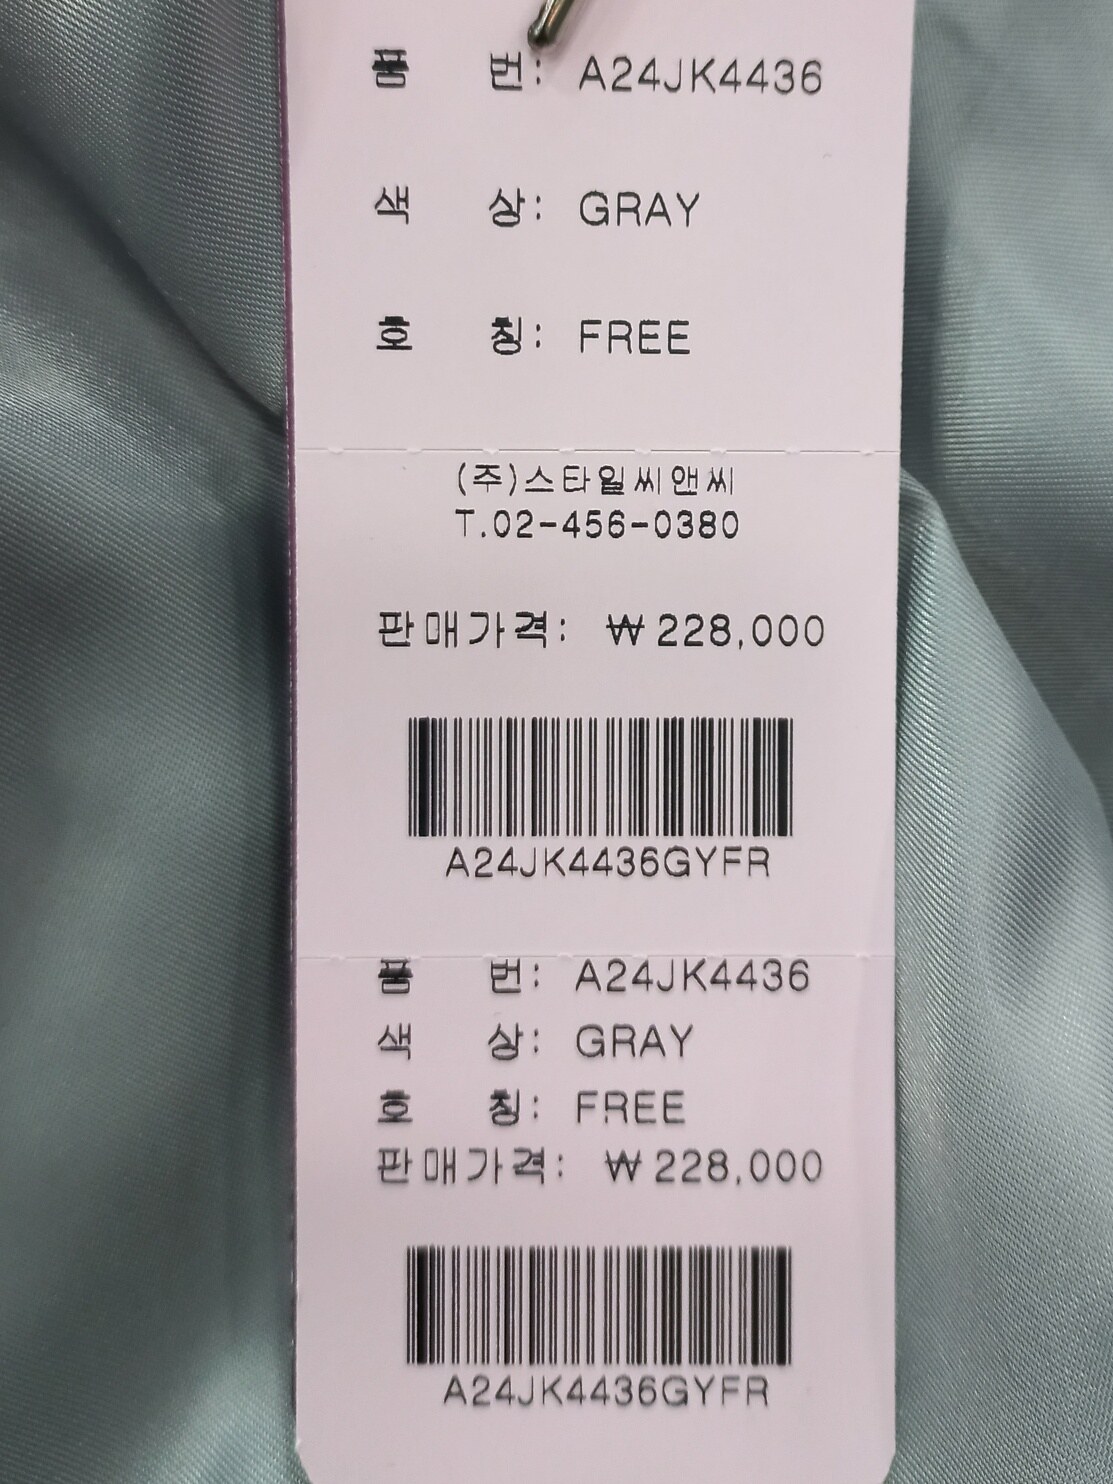 품 번: A24JK4436
색 상: GRAY
호 칭: FREE
(주)스타일씨앤씨
T.02-456-0380
판매가격: ₩228,000
A24JK4436GYFR
품 번: A24JK4436
색 상: GRAY
호 칭: FREE
판매가격: ₩228,000
A24JK4436GYFR